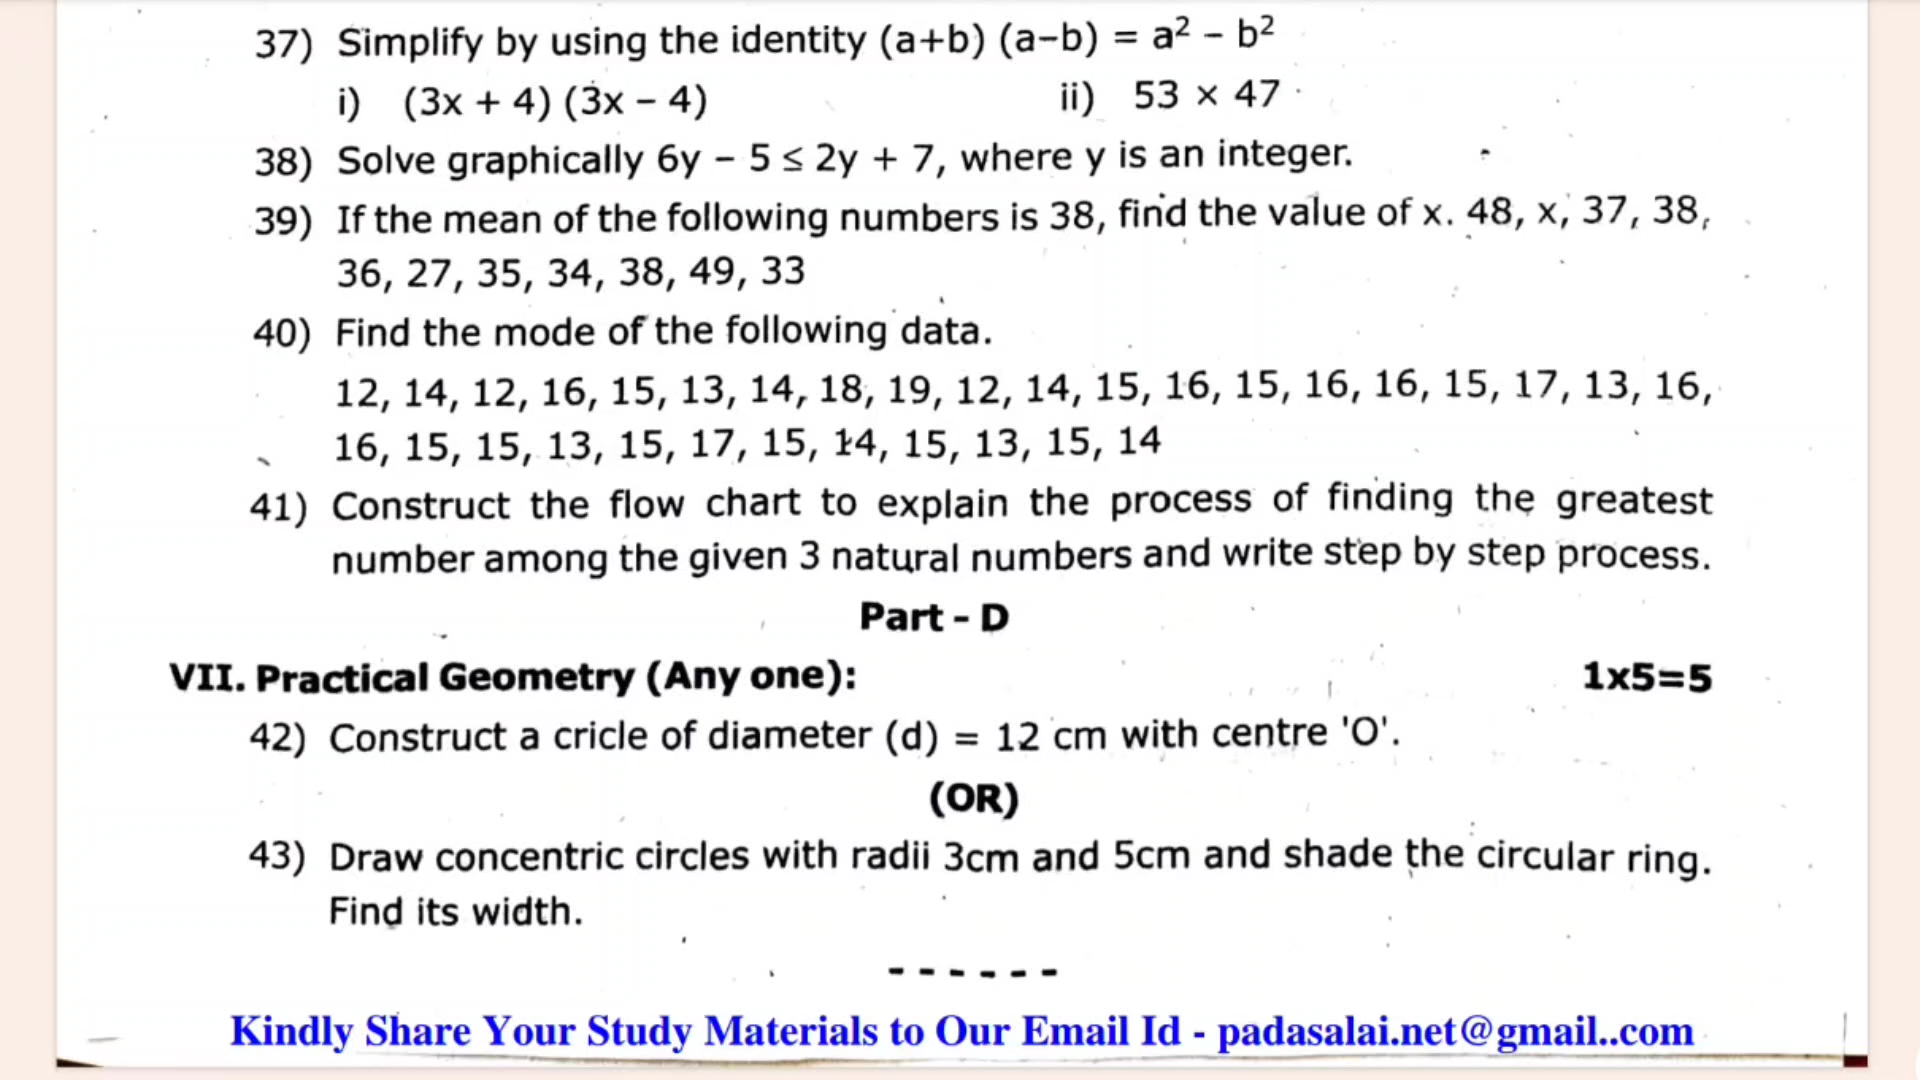 37) Simplify by using the identity (a+b) (a–b) = a² – b²
i) (3x + 4) (3x – 4) ii) 53 × 47
38) Solve graphically 6y – 5 ≤ 2y + 7, where y is an integer.
39) If the mean of the following numbers is 38, find the value of x. 48, x, 37, 38,
36, 27, 35, 34, 38, 49, 33
40) Find the mode of the following data.
12, 14, 12, 16, 15, 13, 14, 18, 19, 12, 14, 15, 16, 15, 16, 16, 15, 17, 13, 16,
16, 15, 15, 13, 15, 17, 15, 14, 15, 13, 15, 14
41) Construct the flow chart to explain the process of finding the greatest
number among the given 3 natural numbers and write step by step process.
Part - D
VII. Practical Geometry (Any one): 1x5=5
42) Construct a cricle of diameter (d) = 12 cm with centre 'O'.
(OR)
43) Draw concentric circles with radii 3cm and 5cm and shade the circular ring.
Find its width.
------
Kindly Share Your Study Materials to Our Email Id - padasalai.net@gmail..com